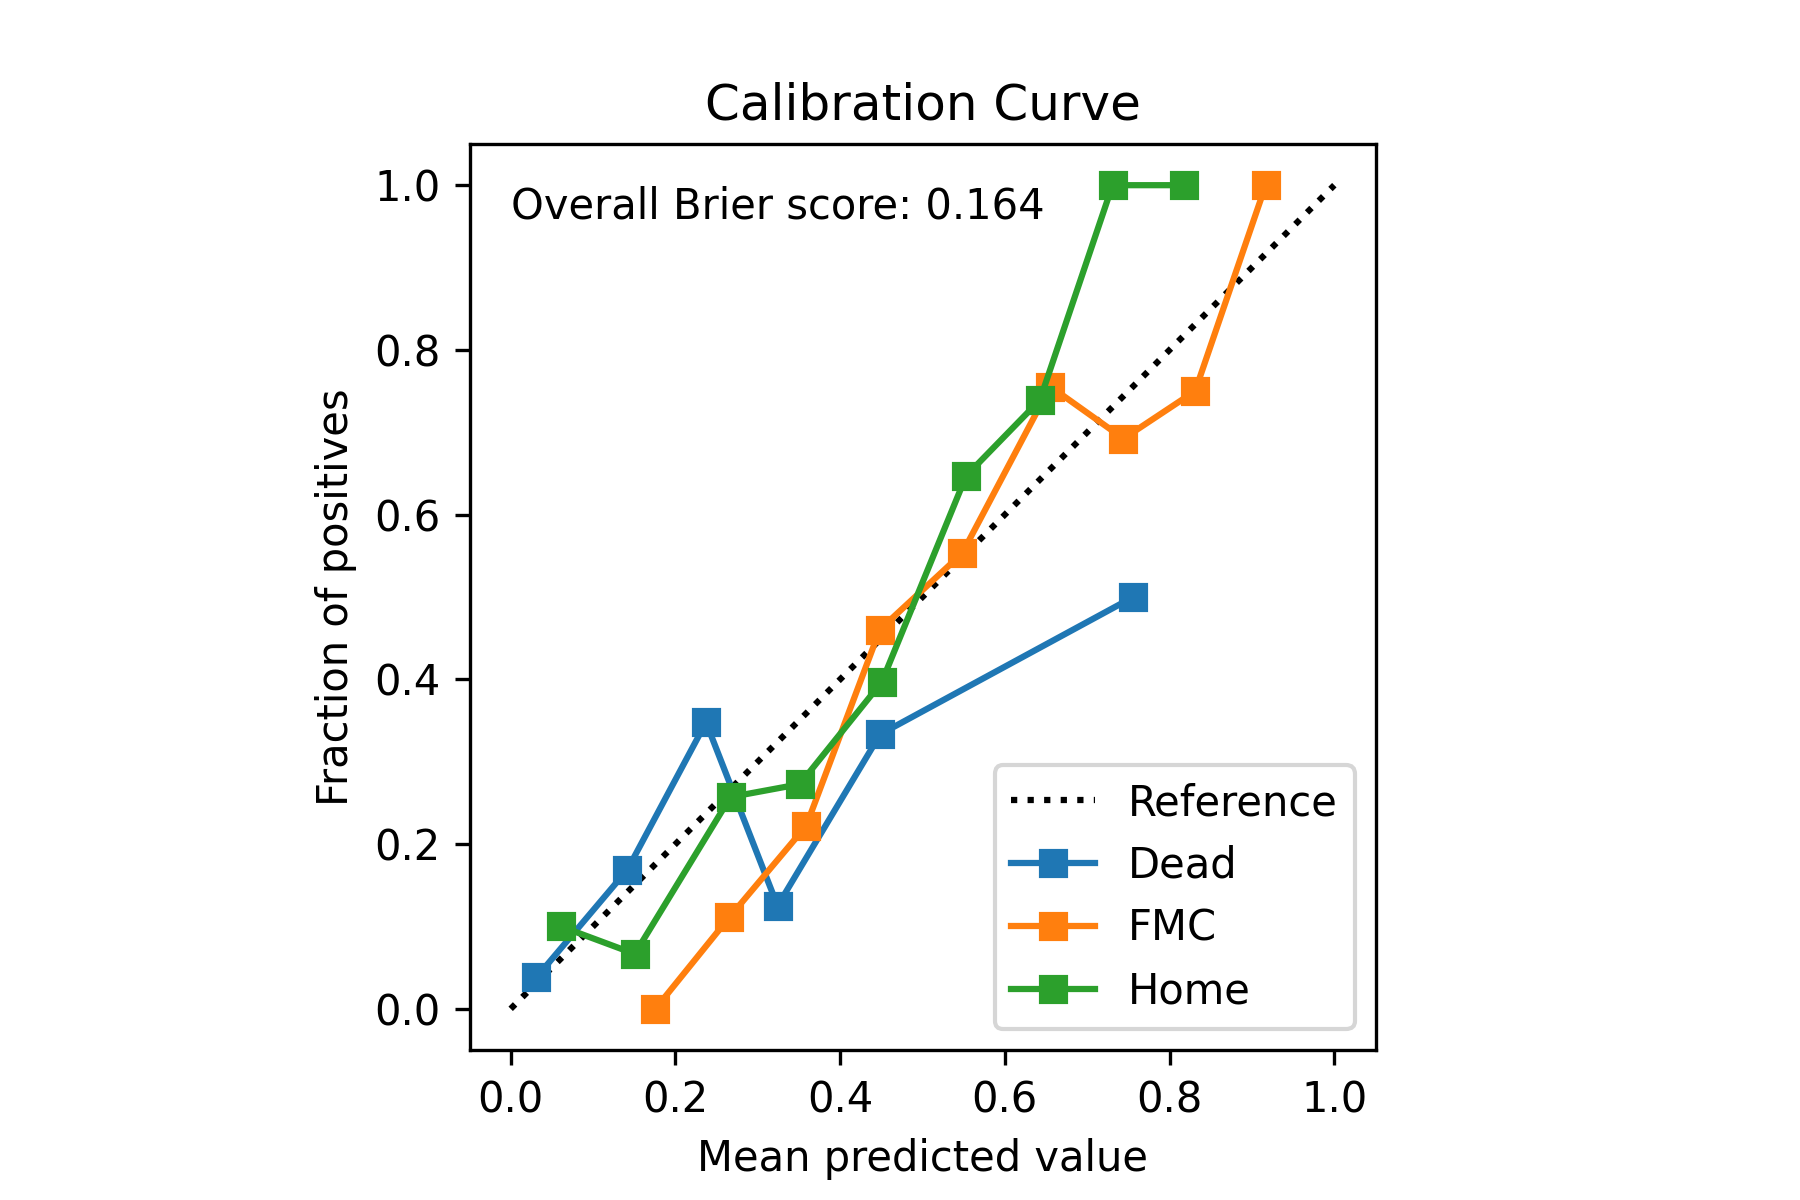 Calibration Curve
Overall Brier score: 0.164
1.0
0.8
0.6
0.4
0.2
0.0
Fraction of positives
Reference
Dead
FMC
Home
0.0 0.2 0.4 0.6 0.8 1.0
Mean predicted value